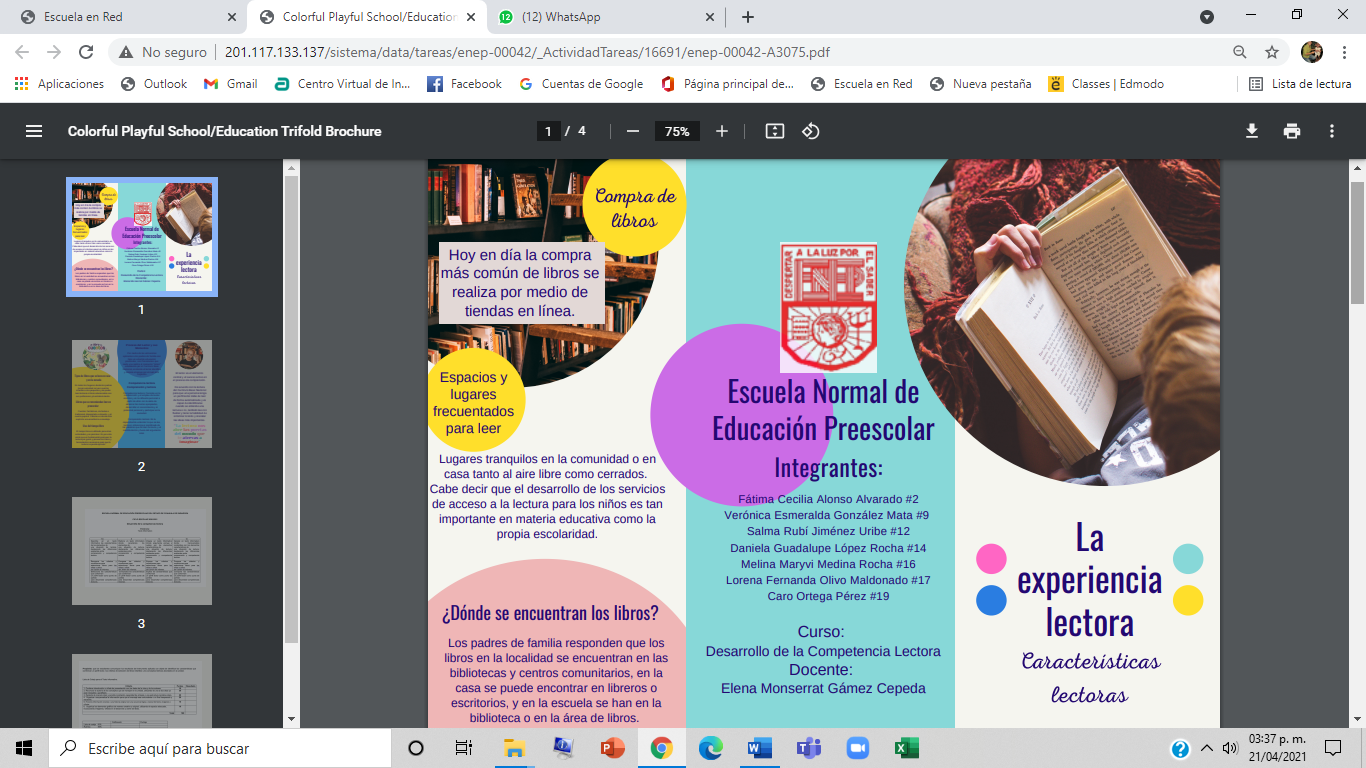 Escuela en Red
Colorful Playful School/Education
(12) WhatsApp
No seguro
201.117.133.137/sistema/data/tareas/enep-00042/_ActividadTareas/16691/enep-00042-A3075.pdf
Aplicaciones
Outlook
Gmail
Centro Virtual de In...
Facebook
Cuentas de Google
Página principal de...
Escuela en Red
Nueva pestaña
Classes | Edmodo
Lista de lectura
Colorful Playful School/Education Trifold Brochure
1 / 4
75%
1
2
3
Compra de
libros
Hoy en día la compra
más común de libros se
realiza por medio de
tiendas en línea.
Espacios y
lugares
frecuentados
para leer
Lugares tranquilos en la comunidad o en
casa tanto al aire libre como cerrados.
Cabe decir que el desarrollo de los servicios
de acceso a la lectura para los niños es tan
importante en materia educativa como la
propia escolaridad.
¿Dónde se encuentran los libros?
Los padres de familia responden que los
libros en la localidad se encuentran en las
bibliotecas y centros comunitarios, en la
casa se puede encontrar en libreros o
escritorios, y en la escuela se han en la
biblioteca o en la área de libros.
DESERTAR A LA LUZ POR EL SABER
Escuela Normal de
Educación Preescolar
Integrantes:
Fátima Cecilia Alonso Alvarado #2
Verónica Esmeralda González Mata #9
Salma Rubí Jiménez Uribe #12
Daniela Guadalupe López Rocha #14
Melina Maryvi Medina Rocha #16
Lorena Fernanda Olivo Maldonado #17
Caro Ortega Pérez #19
Curso:
Desarrollo de la Competencia Lectora
Docente:
Elena Monserrat Gámez Cepeda
La
experiencia
lectora
Características
lectoras
Escribe aquí para buscar
03:37 p. m.
21/04/2021